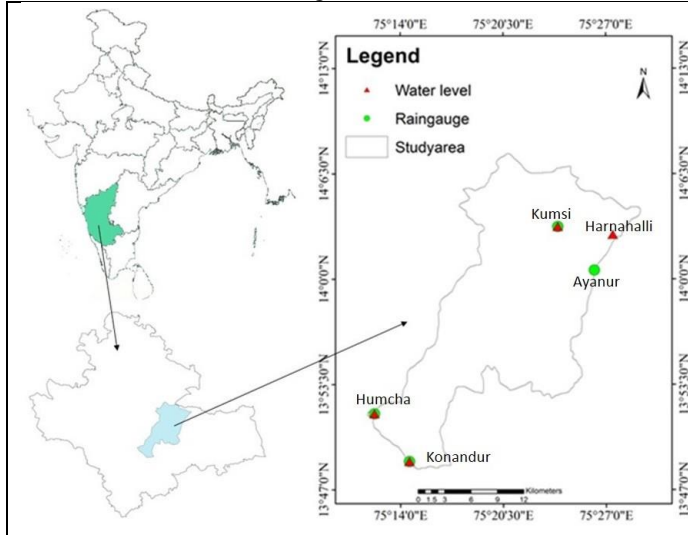 75°14'0"E 75°20'30"E 75°27'0"E
Legend
Water level
Raingauge
Studyarea
N
14°13'0"N
14°6'30"N
14°0'0"N
13°53'30"N
13°47'0"N
Kumsi
Harnahalli
Ayanur
Humcha
Konandur
Kilometers
0 1.5 3 6 9 12
75°14'0"E 75°20'30"E 75°27'0"E